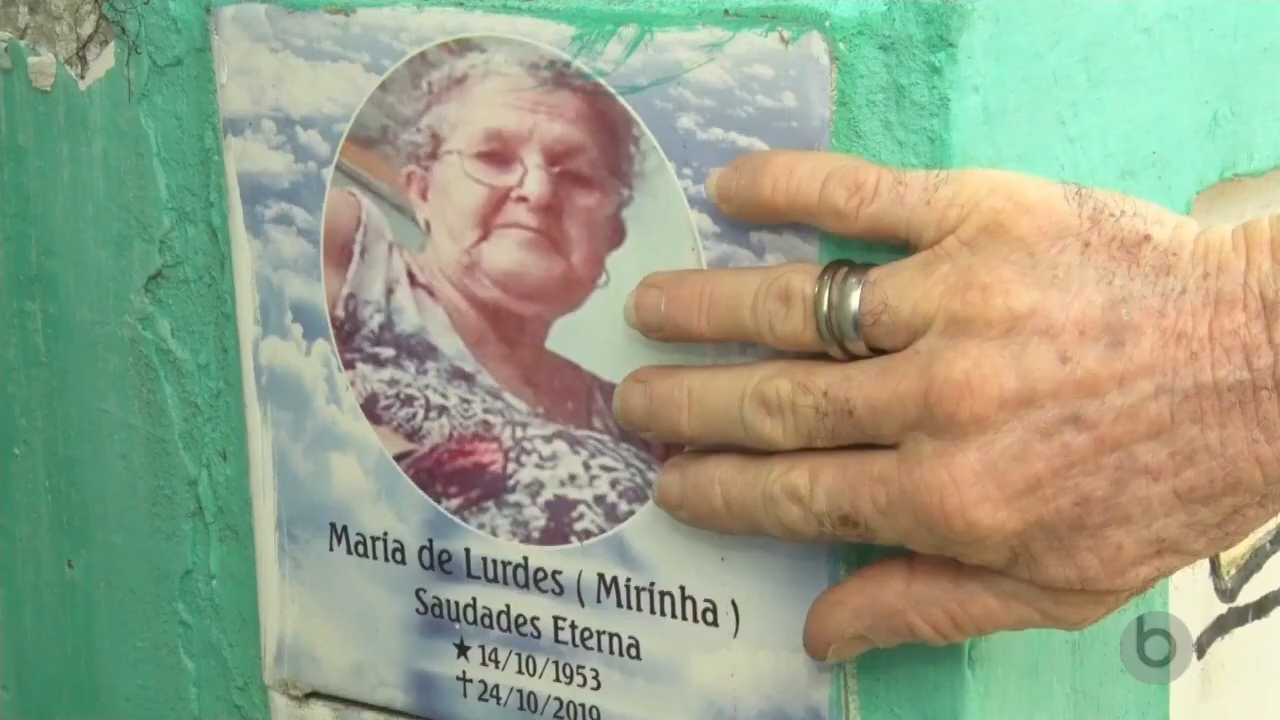 Maria de Lurdes ( Mirinha )
Saudades Eterna
★ 14/10/1953
✝ 24/10/2019
b